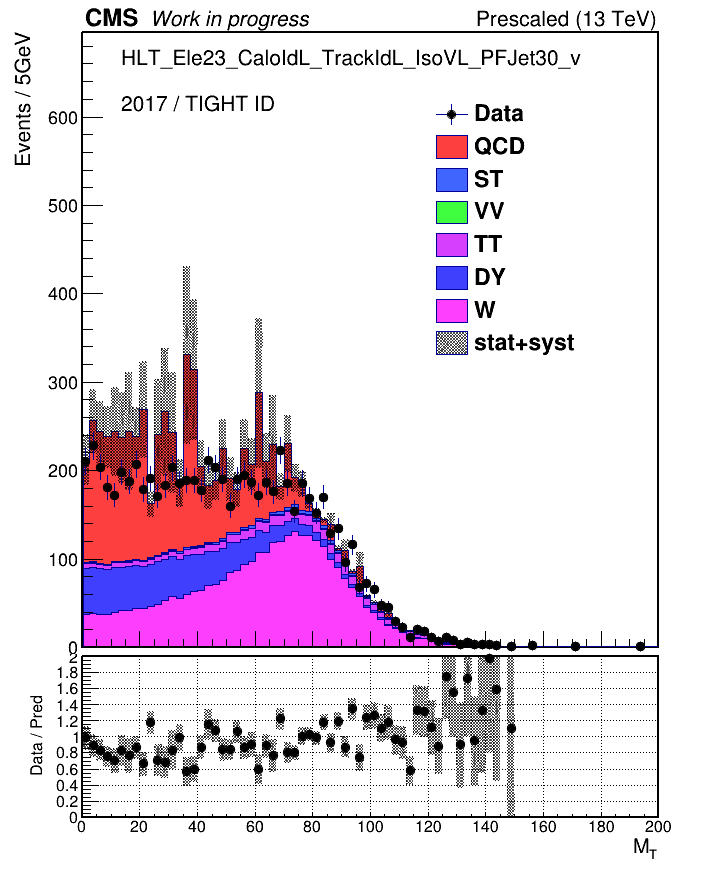 CMS Work in progress Prescaled (13 TeV)
Events / 5GeV
HLT_Ele23_CaloIdL_TrackIdL_IsoVL_PFJet30_v
2017 / TIGHT ID
Data
QCD
ST
VV
TT
DY
W
stat+syst
600
500
400
300
200
100
0
Data / Pred
2
1.8
1.6
1.4
1.2
1
0.8
0.6
0.4
0.2
0
0 20 40 60 80 100 120 140 160 180 200
M_T